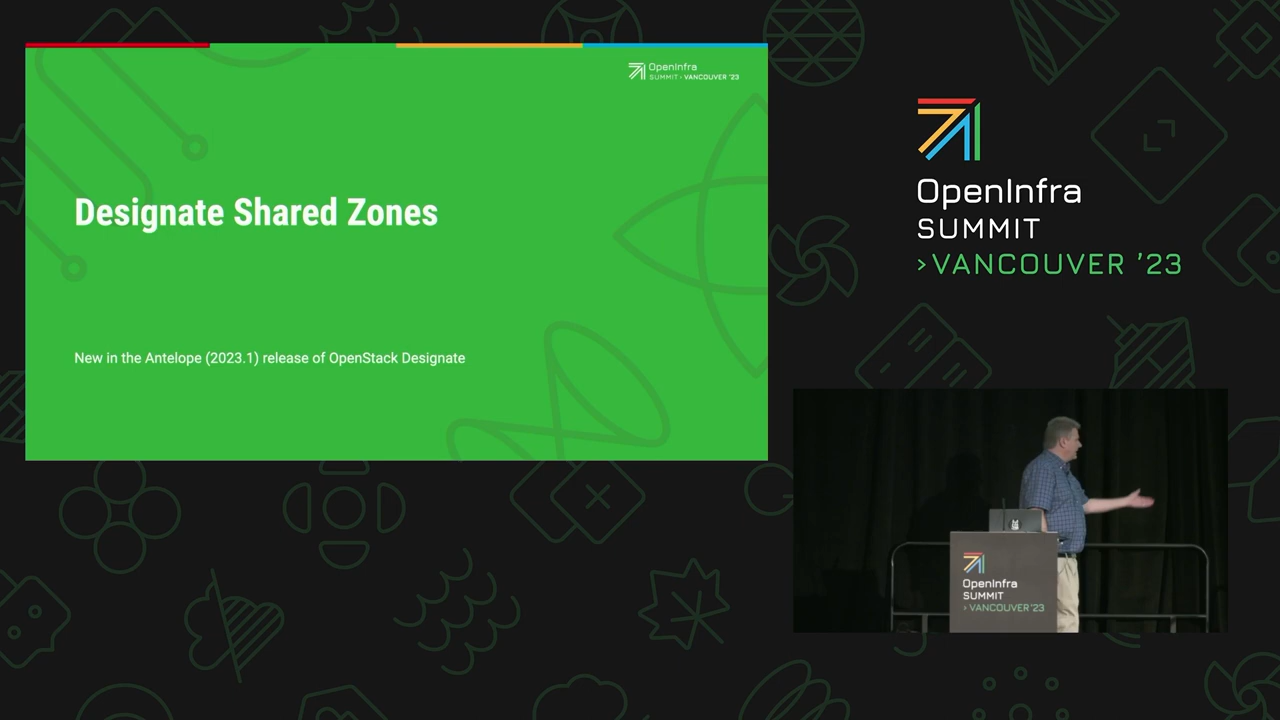 OpenInfra
SUMMIT › VANCOUVER '23
Designate Shared Zones
New in the Antelope (2023.1) release of OpenStack Designate
OpenInfra
SUMMIT
›VANCOUVER '23
OpenInfra
SUMMIT
›VANCOUVER '23